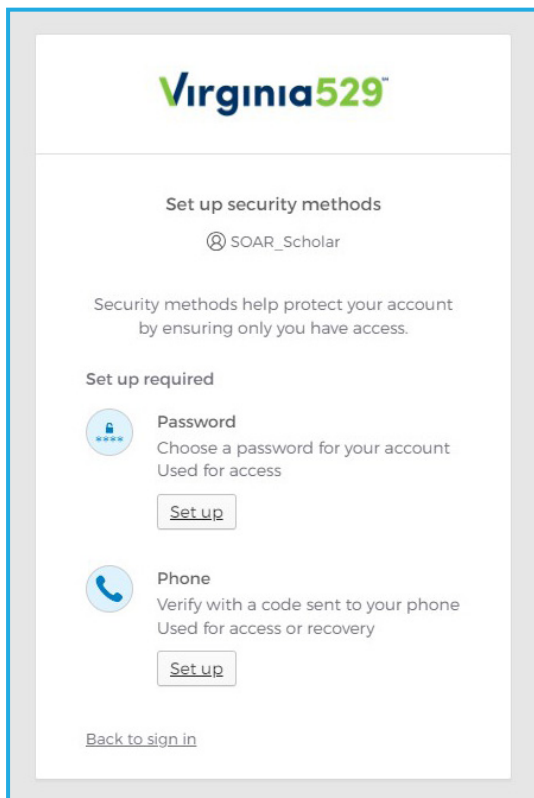 Virginia529℠
Set up security methods
SOAR_Scholar
Security methods help protect your account
by ensuring only you have access.
Set up required
****
Password
Choose a password for your account
Used for access
Set up
Phone
Verify with a code sent to your phone
Used for access or recovery
Set up
Back to sign in